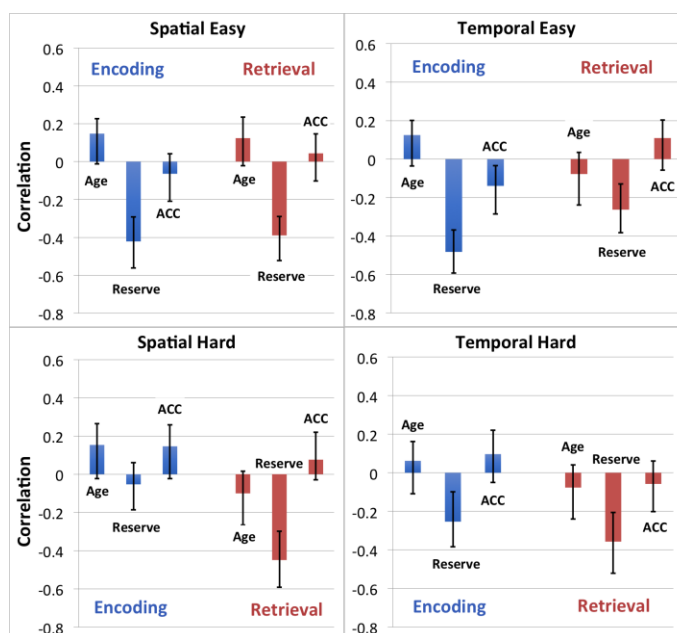 Spatial Easy
0.6
0.4
0.2
0
-0.2
-0.4
-0.6
-0.8
Correlation
Encoding
Retrieval
Age
Reserve
ACC
Age
Reserve
ACC
Temporal Easy
0.6
0.4
0.2
0
-0.2
-0.4
-0.6
-0.8
Encoding
Retrieval
Age
Reserve
ACC
Age
Reserve
ACC
Spatial Hard
0.6
0.4
0.2
0
-0.2
-0.4
-0.6
-0.8
Correlation
Age
Reserve
ACC
Age
Reserve
ACC
Encoding
Retrieval
Temporal Hard
0.6
0.4
0.2
0
-0.2
-0.4
-0.6
-0.8
Age
Reserve
ACC
Age
Reserve
ACC
Encoding
Retrieval